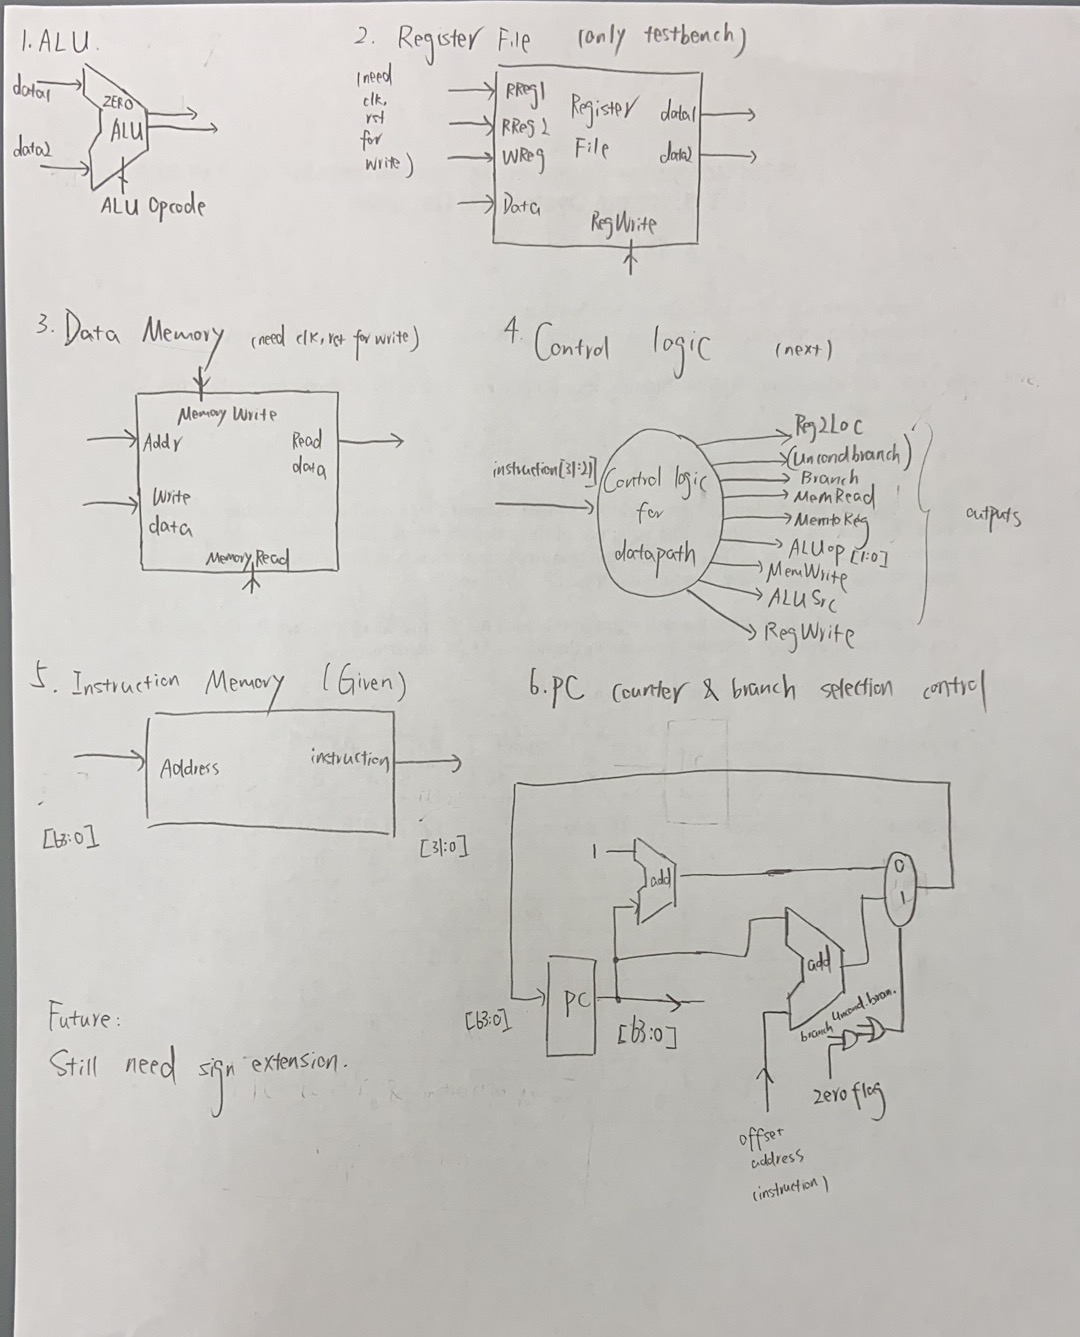 1. ALU.
data1
data2
ZERO
ALU
ALU Opcode
2. Register File (only testbench)
(need
clk,
rst
for
write)
RReg1
RReg2
WReg
Data
Register
File
data1
data2
RegWrite
3. Data Memory (need clk, rst for write)
Memory Write
Addr
Read
data
Write
data
Memory Read
4. Control logic (next)
instruction[31:21]
Control logic
for
datapath
Reg2Loc
(Uncondbranch)
Branch
MemRead
MemtoReg
ALUop [1:0]
MemWrite
ALUSrc
RegWrite
outputs
5. Instruction Memory (Given)
Address
instruction
[63:0]
[31:0]
6. PC counter & branch selection control
1
add
0
1
add
PC
[63:0]
[63:0]
branch
Uncond.bran.
zero flag
offset
address
(instruction)
Future:
Still need sign extension.